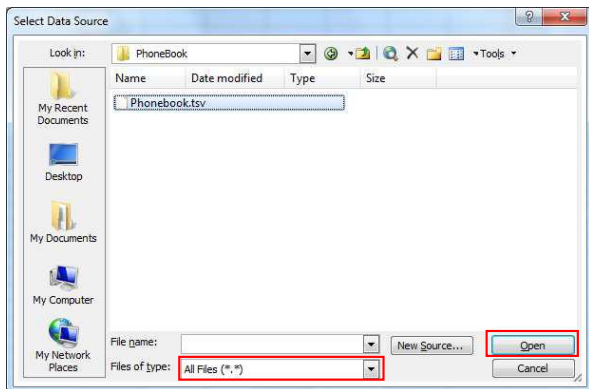 Select Data Source
Look in: PhoneBook Tools
Name Date modified Type Size
Phonebook.tsv
My Recent
Documents
Desktop
My Documents
My Computer
My Network
Places
File name: New Source... Open
Files of type: All Files (*.*) Cancel